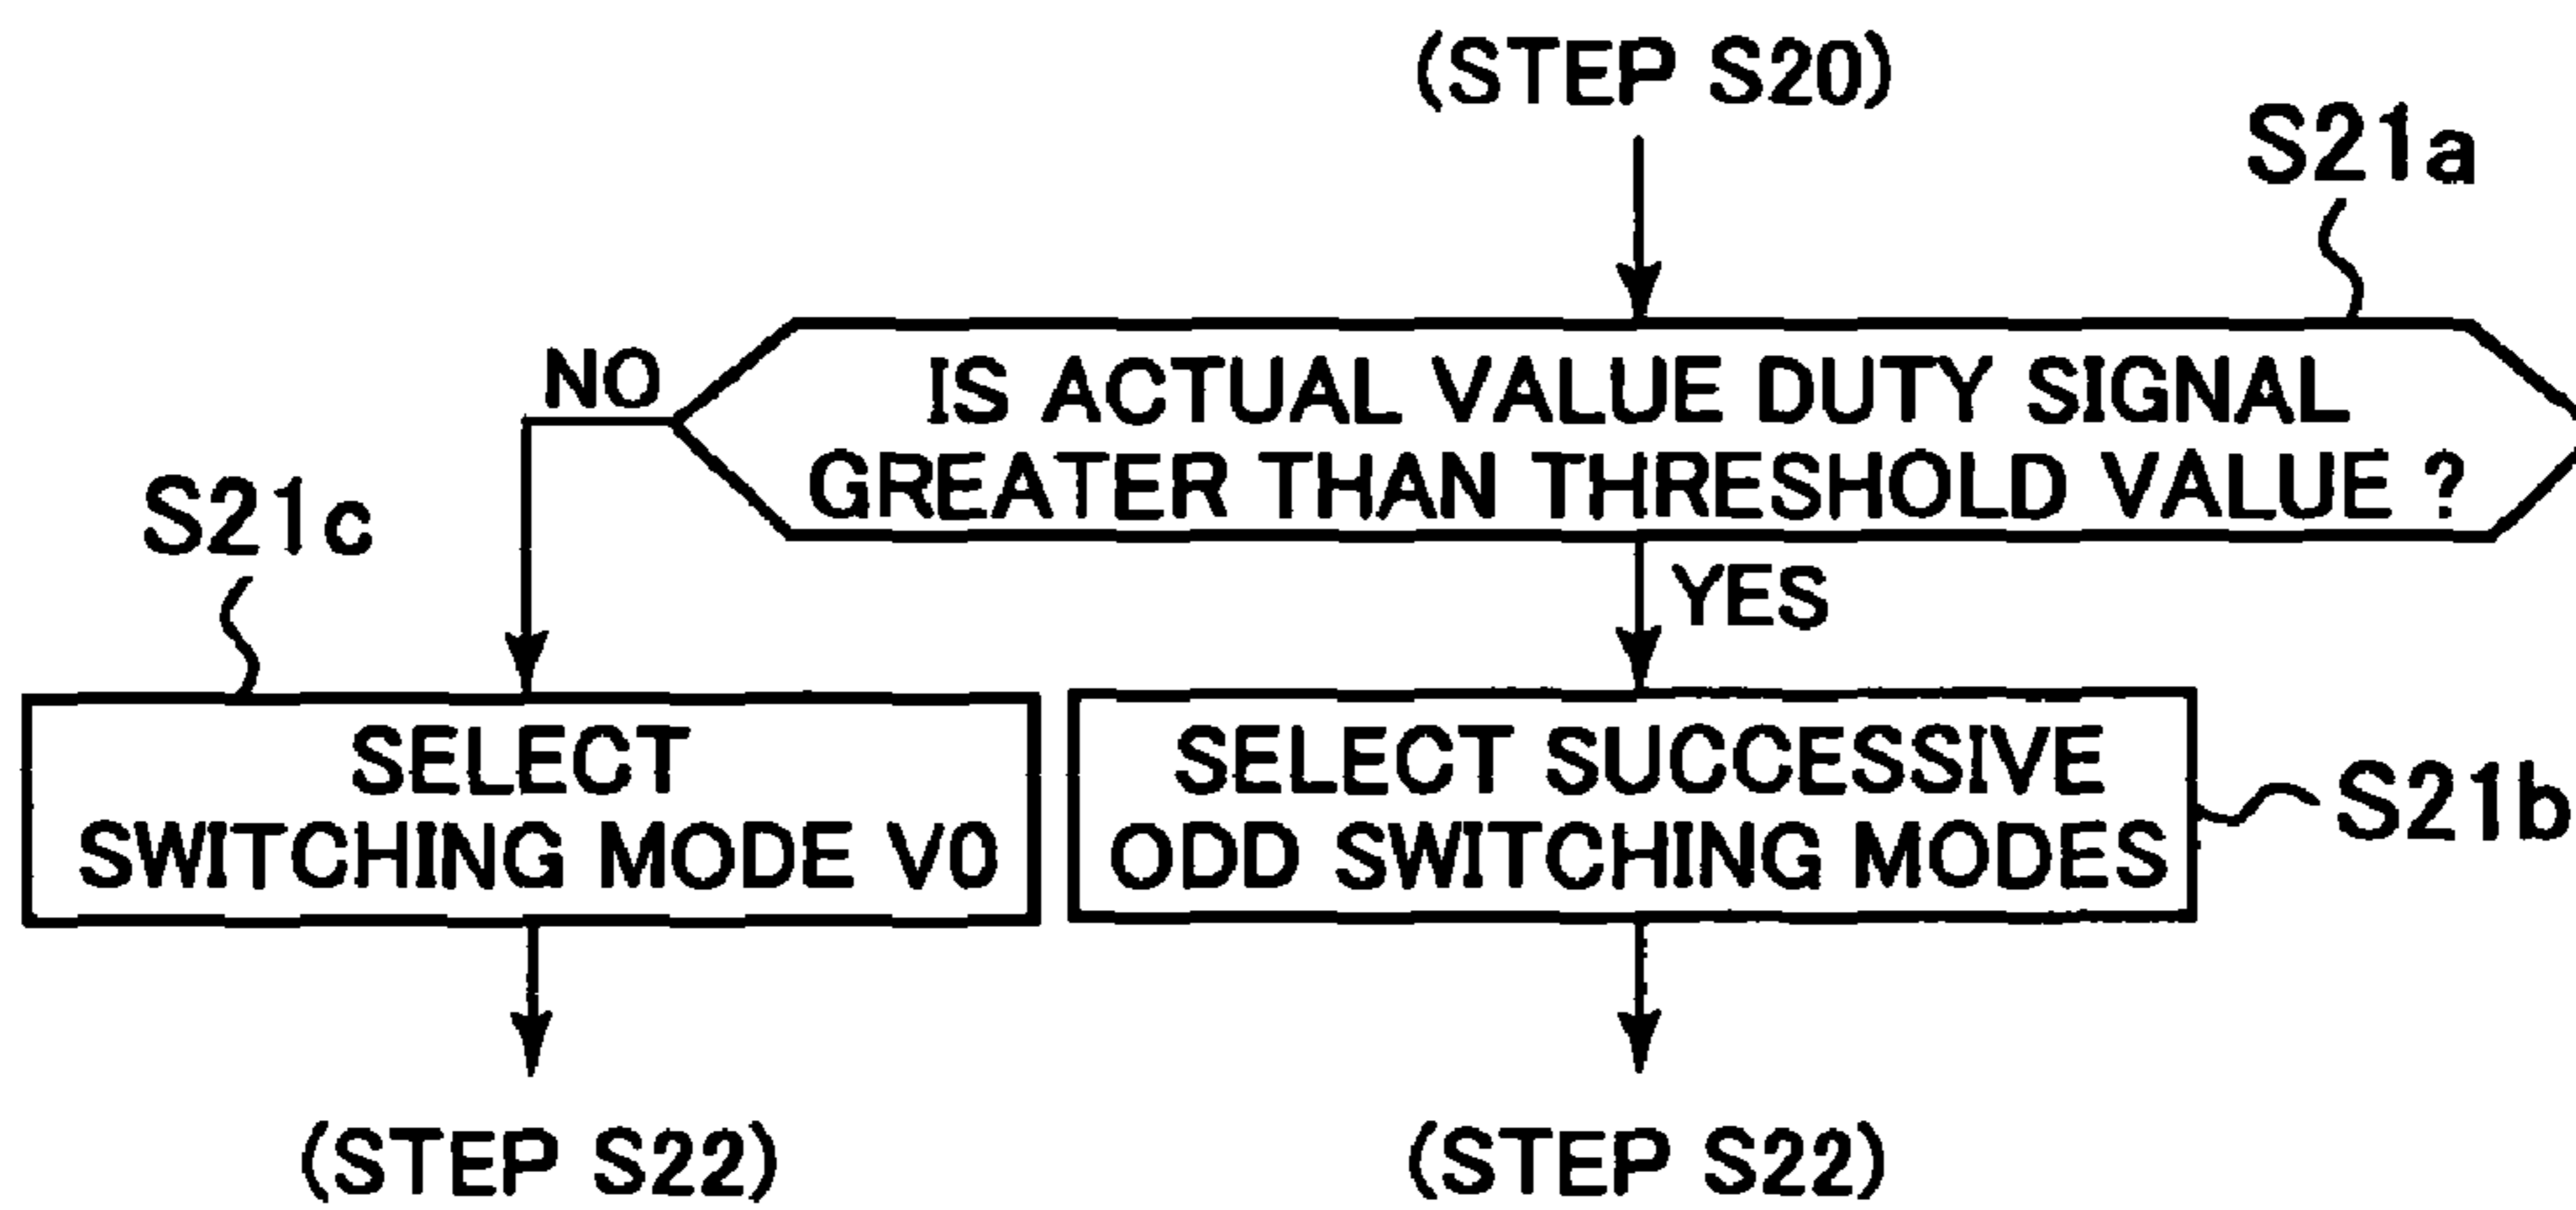 (STEP S20)
S21a
IS ACTUAL VALUE DUTY SIGNAL
GREATER THAN THRESHOLD VALUE ?
NO
YES
S21c
SELECT
SWITCHING MODE V0
SELECT SUCCESSIVE
ODD SWITCHING MODES
S21b
(STEP S22)
(STEP S22)